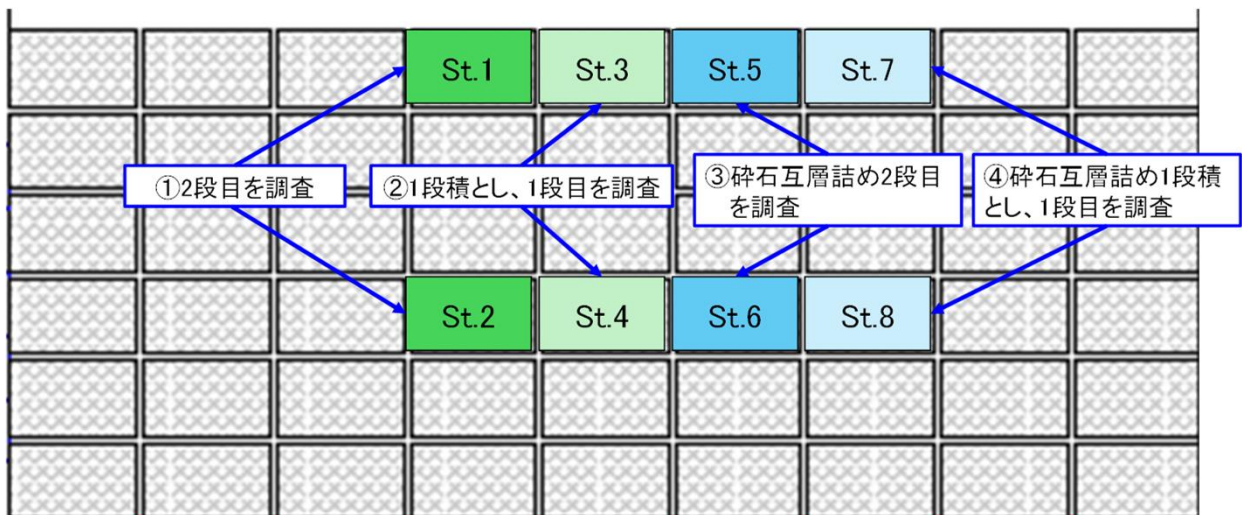 St.1
St.3
St.5
St.7
①2段目を調査
②1段積とし、1段目を調査
③砕石互層詰め2段目
を調査
④砕石互層詰め1段積
とし、1段目を調査
St.2
St.4
St.6
St.8